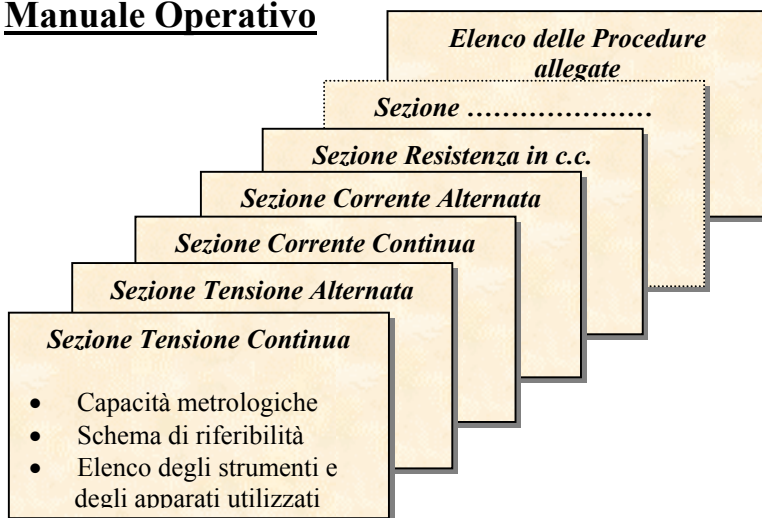 Manuale Operativo
Elenco delle Procedure
allegate
Sezione …………………
Sezione Resistenza in c.c.
Sezione Corrente Alternata
Sezione Corrente Continua
Sezione Tensione Alternata
Sezione Tensione Continua
• Capacità metrologiche
• Schema di riferibilità
• Elenco degli strumenti e
degli apparati utilizzati